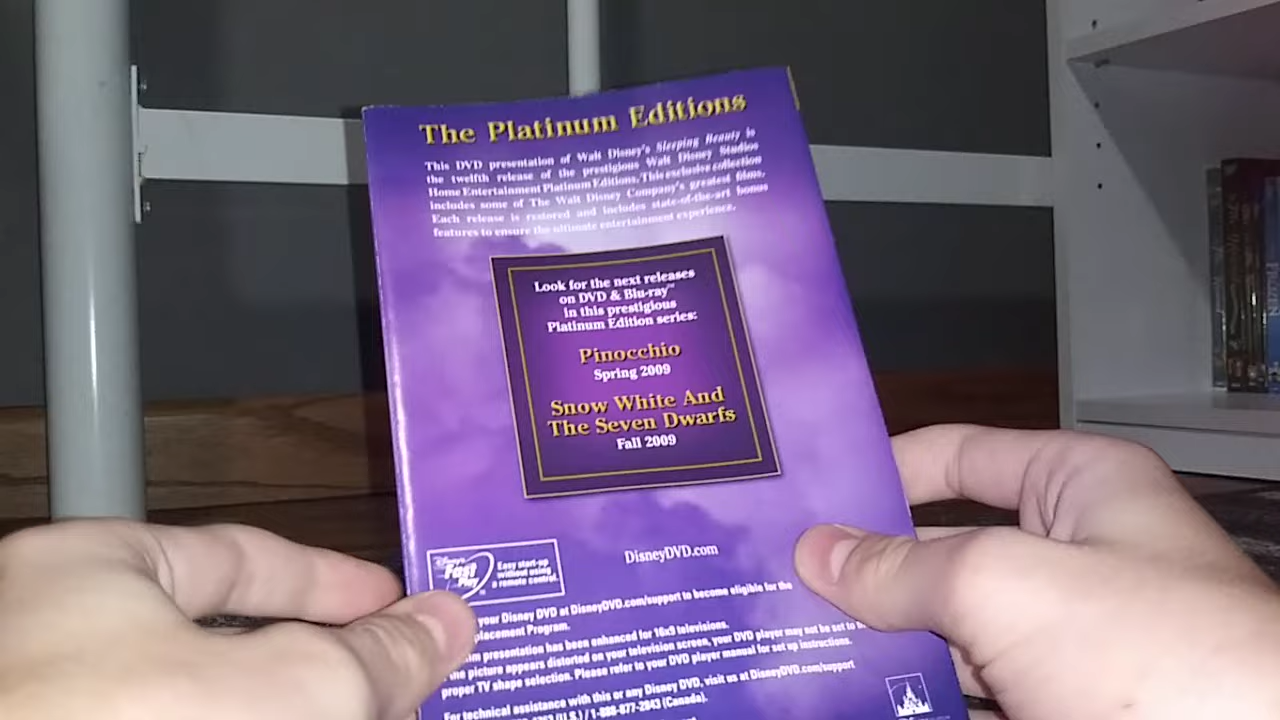 The Platinum Editions
This DVD presentation of Walt Disney's Sleeping Beauty is
the twelfth release of the prestigious Walt Disney Studios
Home Entertainment Platinum Editions. This exclusive collection
includes some of The Walt Disney Company's greatest films.
Each release is restored and includes state-of-the-art bonus
features to ensure the ultimate entertainment experience.
Look for the next releases
on DVD & Blu-ray™
in this prestigious
Platinum Edition series:
Pinocchio
Spring 2009
Snow White And
The Seven Dwarfs
Fall 2009
Disney's
Fast
Play
Easy start-up
without using
a remote control.
DisneyDVD.com
your Disney DVD at DisneyDVD.com/support to become eligible for the
Program.
presentation has been enhanced for 16x9 televisions.
the picture appears distorted on your television screen, your DVD player may not be set to
proper TV shape selection. Please refer to your DVD player manual for set up instructions.
For technical assistance with this or any Disney DVD, visit us at DisneyDVD.com/support
(U.S.) / 1-888-877-2843 (Canada).